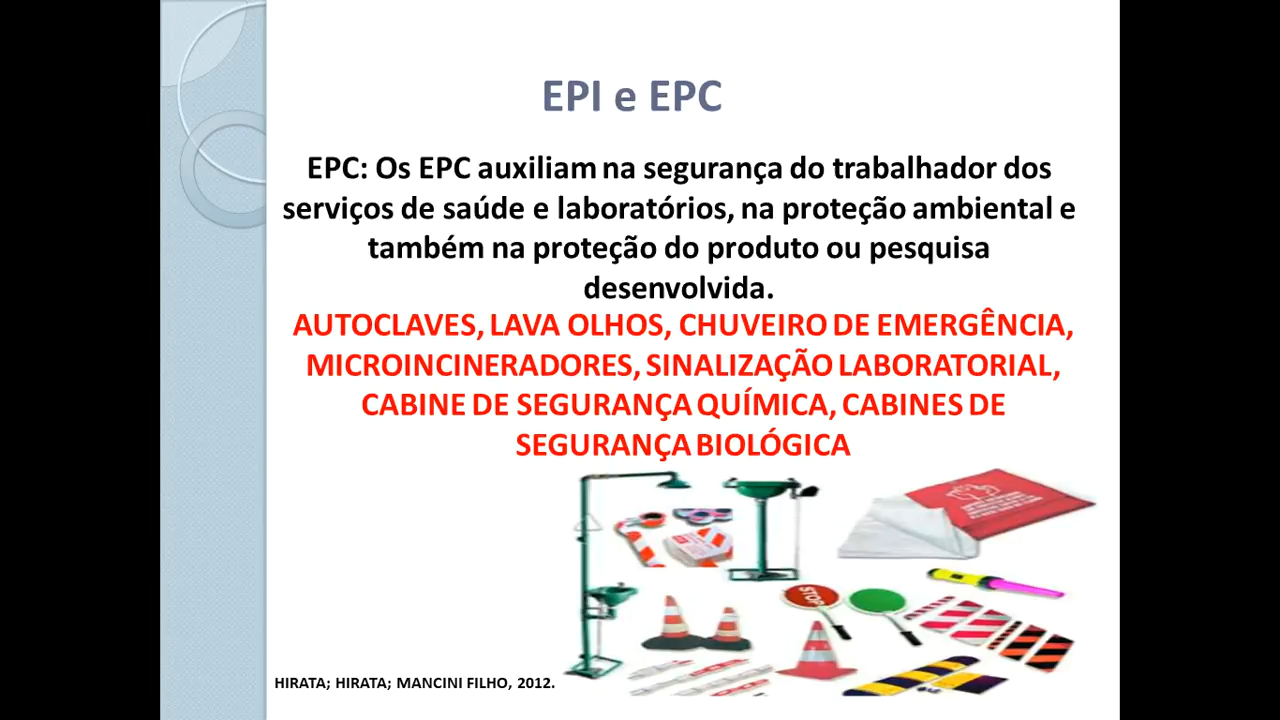 EPI e EPC
EPC: Os EPC auxiliam na segurança do trabalhador dos
serviços de saúde e laboratórios, na proteção ambiental e
também na proteção do produto ou pesquisa
desenvolvida.
AUTOCLAVES, LAVA OLHOS, CHUVEIRO DE EMERGÊNCIA,
MICROINCINERADORES, SINALIZAÇÃO LABORATORIAL,
CABINE DE SEGURANÇA QUÍMICA, CABINES DE
SEGURANÇA BIOLÓGICA
STOP
HIRATA; HIRATA; MANCINI FILHO, 2012.